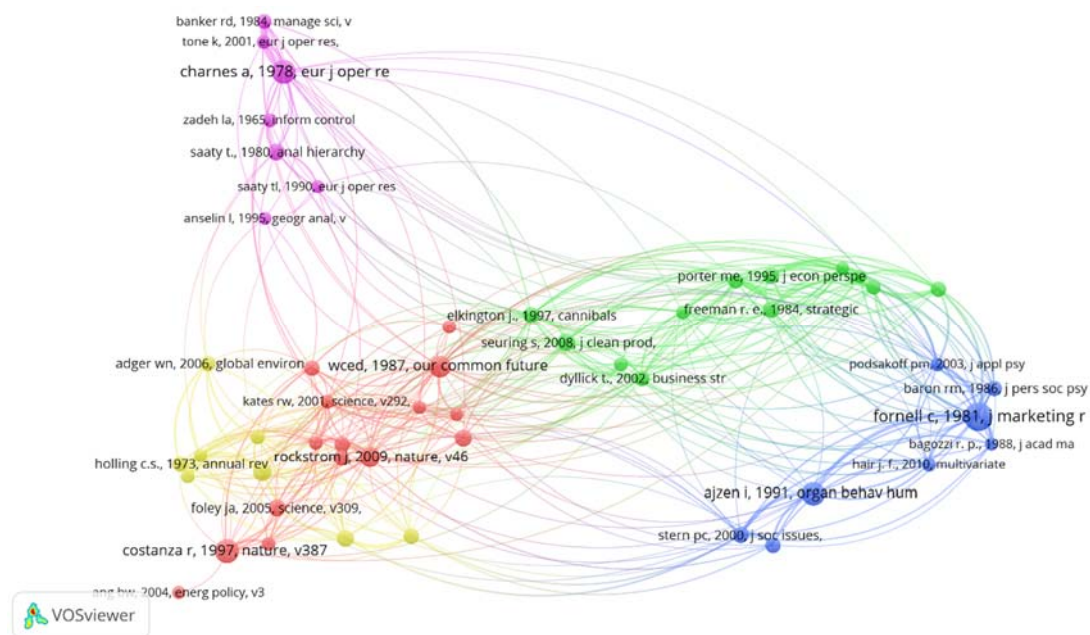 banker rd, 1984, manage sci, v
tone k, 2001, eur j oper res,
charnes a, 1978, eur j oper re
zadeh la, 1965, inform control
saaty t., 1980, anal hierarchy
saaty tl, 1990, eur j oper res
anselin l, 1995, geogr anal, v
porter me, 1995, j econ perspe
freeman r. e., 1984, strategic
elkington j., 1997, cannibals
seuring s, 2008, j clean prod,
adger wn, 2006, global environ
wced, 1987, our common future
podsakoff pm, 2003, j appl psy
dyllick t., 2002, business str
baron rm, 1986, j pers soc psy
kates rw, 2001, science, v292,
fornell c, 1981, j marketing r
bagozzi r. p., 1988, j acad ma
rockstrom j, 2009, nature, v46
holling c.s., 1973, annual rev
hair j. f., 2010, multivariate
ajzen i, 1991, organ behav hum
foley ja, 2005, science, v309,
stern pc, 2000, j soc issues,
costanza r, 1997, nature, v387
ang bw, 2004, energ policy, v3
VOSviewer